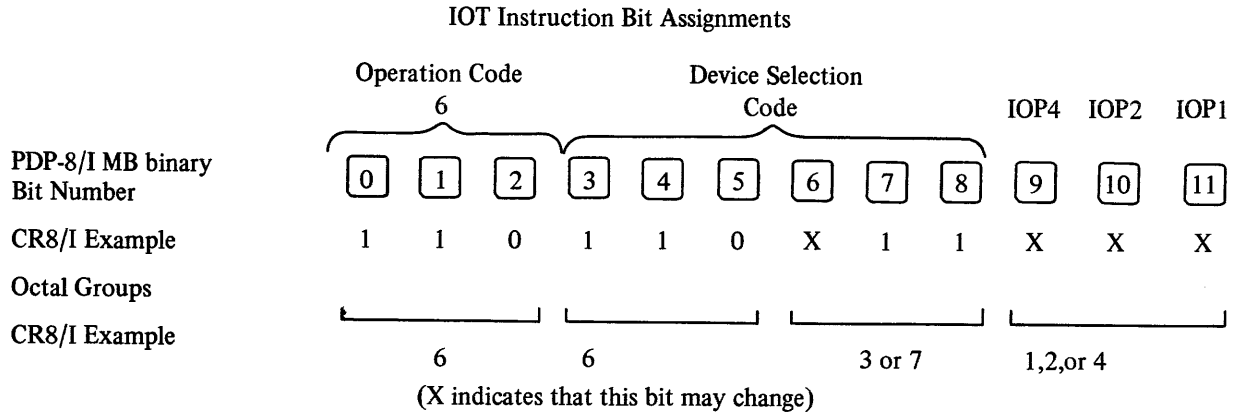 IOT Instruction Bit Assignments
Operation Code
6
Device Selection
Code
IOP4 IOP2 IOP1
PDP-8/I MB binary
Bit Number
0 1 2 3 4 5 6 7 8 9 10 11
CR8/I Example 1 1 0 1 1 0 X 1 1 X X X
Octal Groups
CR8/I Example
6 6 3 or 7 1,2,or 4
(X indicates that this bit may change)